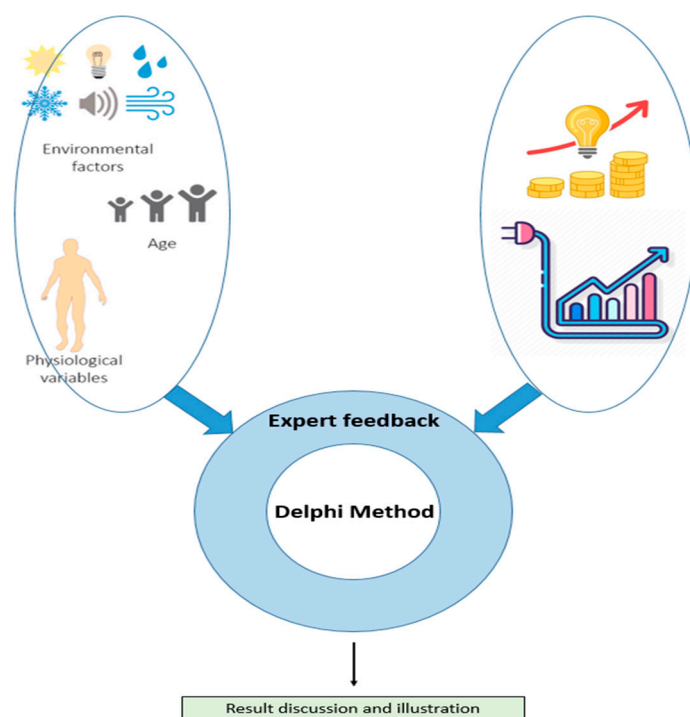 Environmental
factors
Age
Physiological
variables
Expert feedback
Delphi Method
Result discussion and illustration